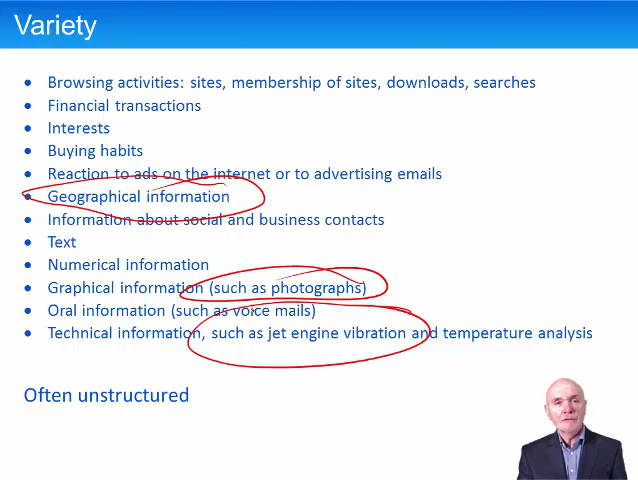 Variety
• Browsing activities: sites, membership of sites, downloads, searches
• Financial transactions
• Interests
• Buying habits
• Reaction to ads on the internet or to advertising emails
• Geographical information
• Information about social and business contacts
• Text
• Numerical information
• Graphical information (such as photographs)
• Oral information (such as voice mails)
• Technical information, such as jet engine vibration and temperature analysis
Often unstructured